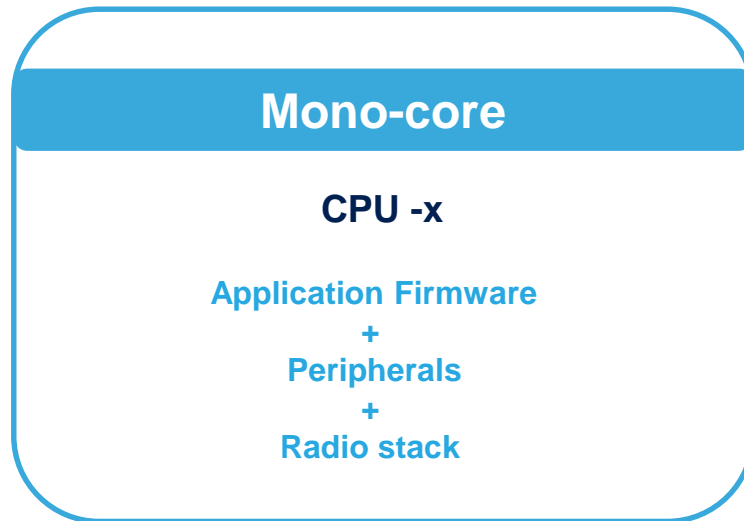 Mono-core
CPU -x
Application Firmware
+
Peripherals
+
Radio stack